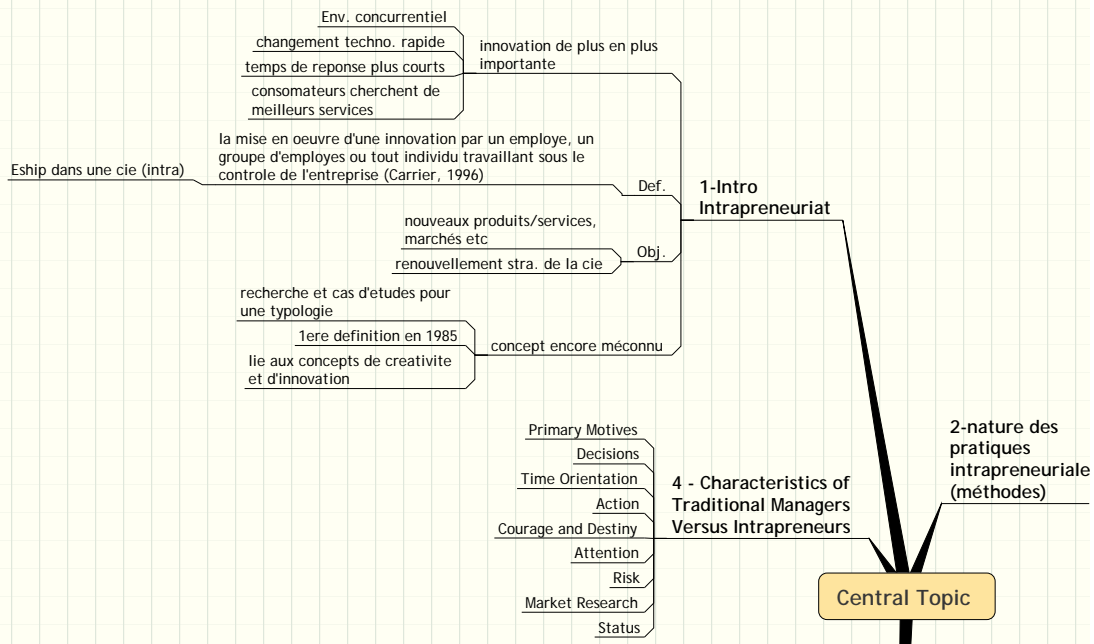 Env. concurrentiel
changement techno. rapide
temps de reponse plus courts
consomateurs cherchent de
meilleurs services
innovation de plus en plus
importante
la mise en oeuvre d'une innovation par un employe, un
groupe d'employes ou tout individu travaillant sous le
controle de l'entreprise (Carrier, 1996)
Eship dans une cie (intra)
Def.
1-Intro
Intrapreneuriat
nouveaux produits/services,
marchés etc
renouvellement stra. de la cie
Obj.
recherche et cas d'etudes pour
une typologie
1ere definition en 1985
lie aux concepts de creativite
et d'innovation
concept encore méconnu
Primary Motives
Decisions
Time Orientation
Action
Courage and Destiny
Attention
Risk
Market Research
Status
4 - Characteristics of
Traditional Managers
Versus Intrapreneurs
2-nature des
pratiques
intrapreneuriale
(méthodes)
Central Topic